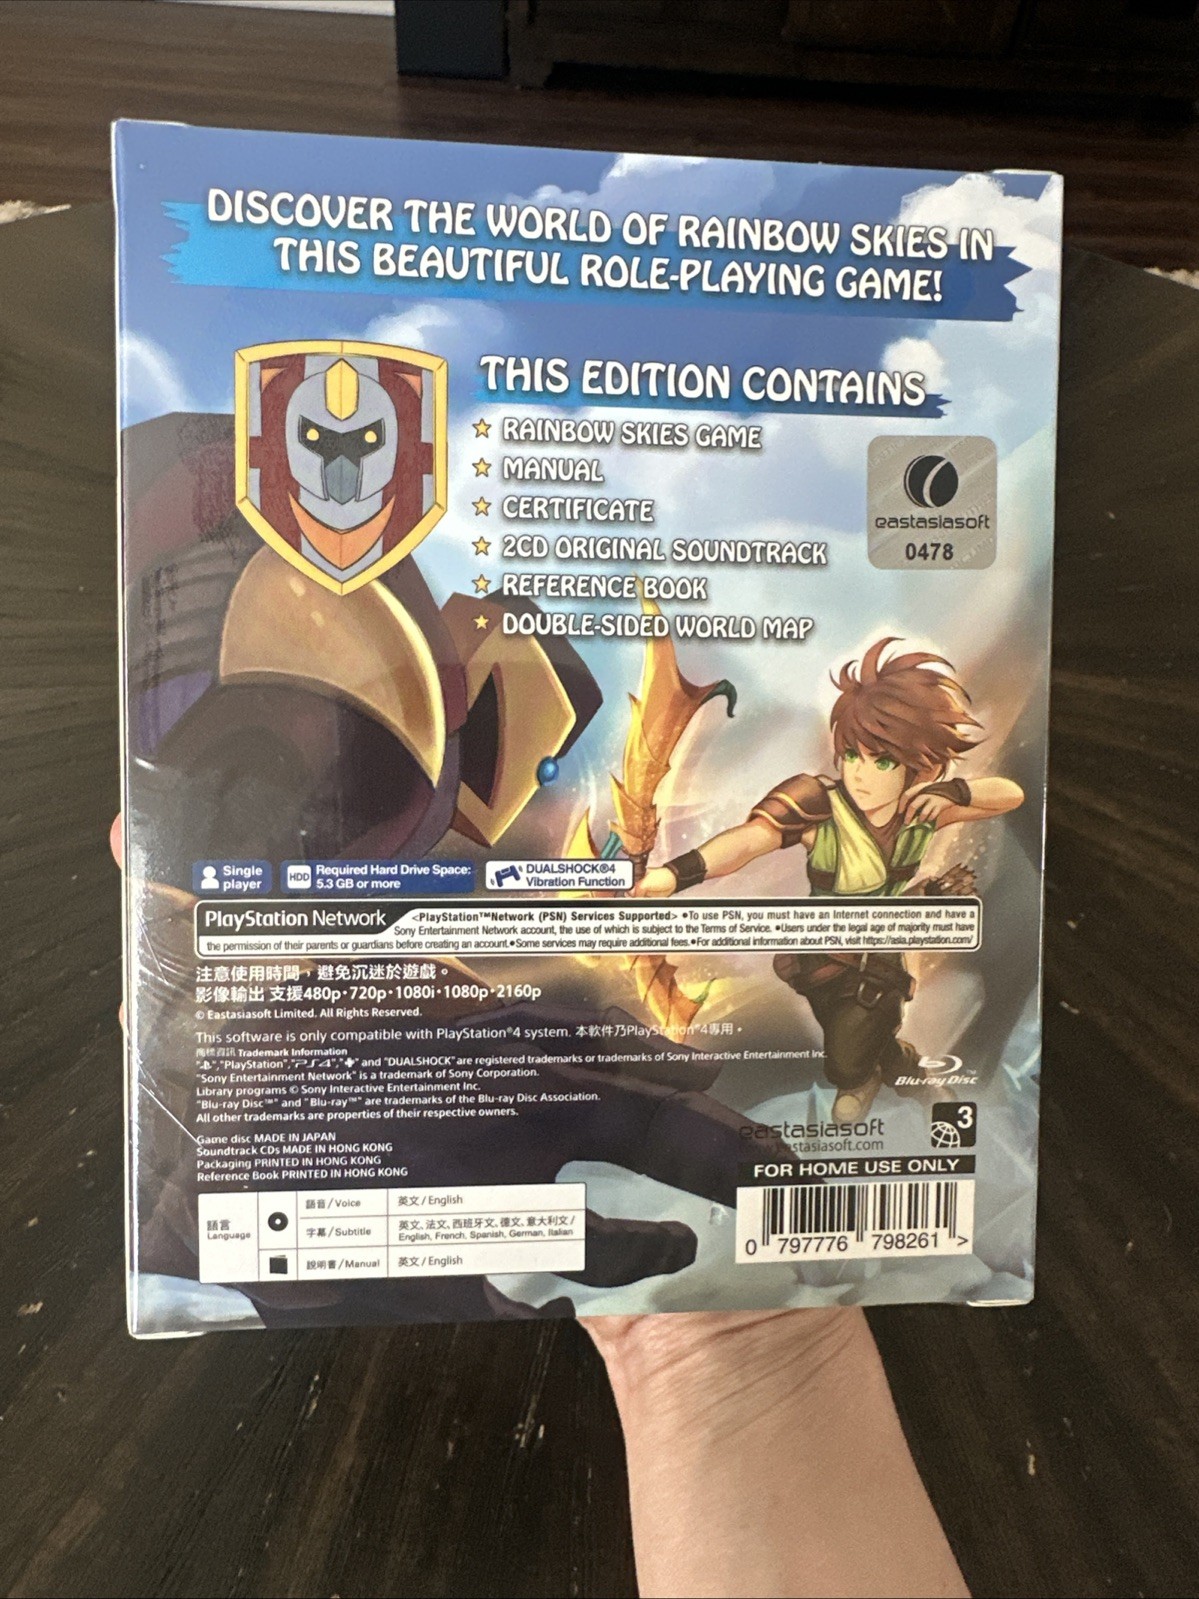 DISCOVER THE WORLD OF RAINBOW SKIES IN
THIS BEAUTIFUL ROLE-PLAYING GAME!
THIS EDITION CONTAINS
RAINBOW SKIES GAME
MANUAL
CERTIFICATE
2CD ORIGINAL SOUNDTRACK
REFERENCE BOOK
DOUBLE-SIDED WORLD MAP
eastasiasoft
0478
Single
player
HDD
Required Hard Drive Space:
5.3 GB or more
DUALSHOCK®4
Vibration Function
PlayStation Network
<PlayStation™Network (PSN) Services Supported> •To use PSN, you must have an Internet connection and have a
Sony Entertainment Network account, the use of which is subject to the Terms of Service. •Users under the legal age of majority must have
the permission of their parents or guardians before creating an account.•Some services may require additional fees.•For additional information about PSN, visit https://asia.playstation.com/
注意使用時間，避免沉迷於遊戲。
影像輸出 支援480p·720p·1080i·1080p·2160p
© Eastasiasoft Limited. All Rights Reserved.
This software is only compatible with PlayStation®4 system. 本軟件乃PlayStation®4專用。
商標資訊 Trademark Information
"PlayStation", "PS4", and "DUALSHOCK" are registered trademarks or trademarks of Sony Interactive Entertainment Inc.
"Sony Entertainment Network" is a trademark of Sony Corporation.
Library programs © Sony Interactive Entertainment Inc.
"Blu-ray Disc™" and "Blu-ray™" are trademarks of the Blu-ray Disc Association.
All other trademarks are properties of their respective owners.
Game disc MADE IN JAPAN
Soundtrack CDs MADE IN HONG KONG
Packaging PRINTED IN HONG KONG
Reference Book PRINTED IN HONG KONG
Blu-ray Disc™
eastasiasoft
eastasiasoft.com
3
FOR HOME USE ONLY
語言
Language
語音/Voice
英文/English
字幕/Subtitle
英文、法文、西班牙文、德文、意大利文/
English, French, Spanish, German, Italian
說明書/Manual
英文/English
0 797776 798261 >